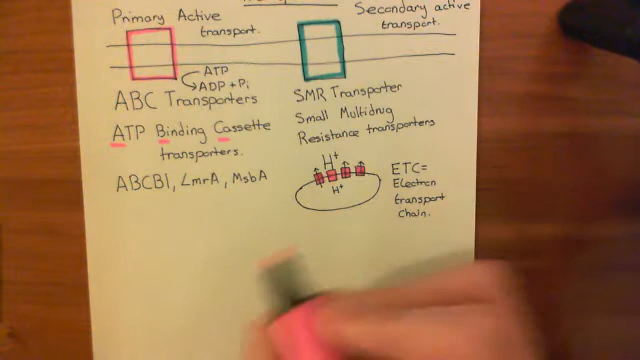 Primary Active
transport.
ATP
ADP + Pi
ABC Transporters
ATP Binding Cassette
transporters.
ABCB1, LmrA, MsbA
Secondary active
transport.
SMR Transporter
Small Multidrug
Resistance transporters
H+
H+
ETC =
Electron
transport
Chain.